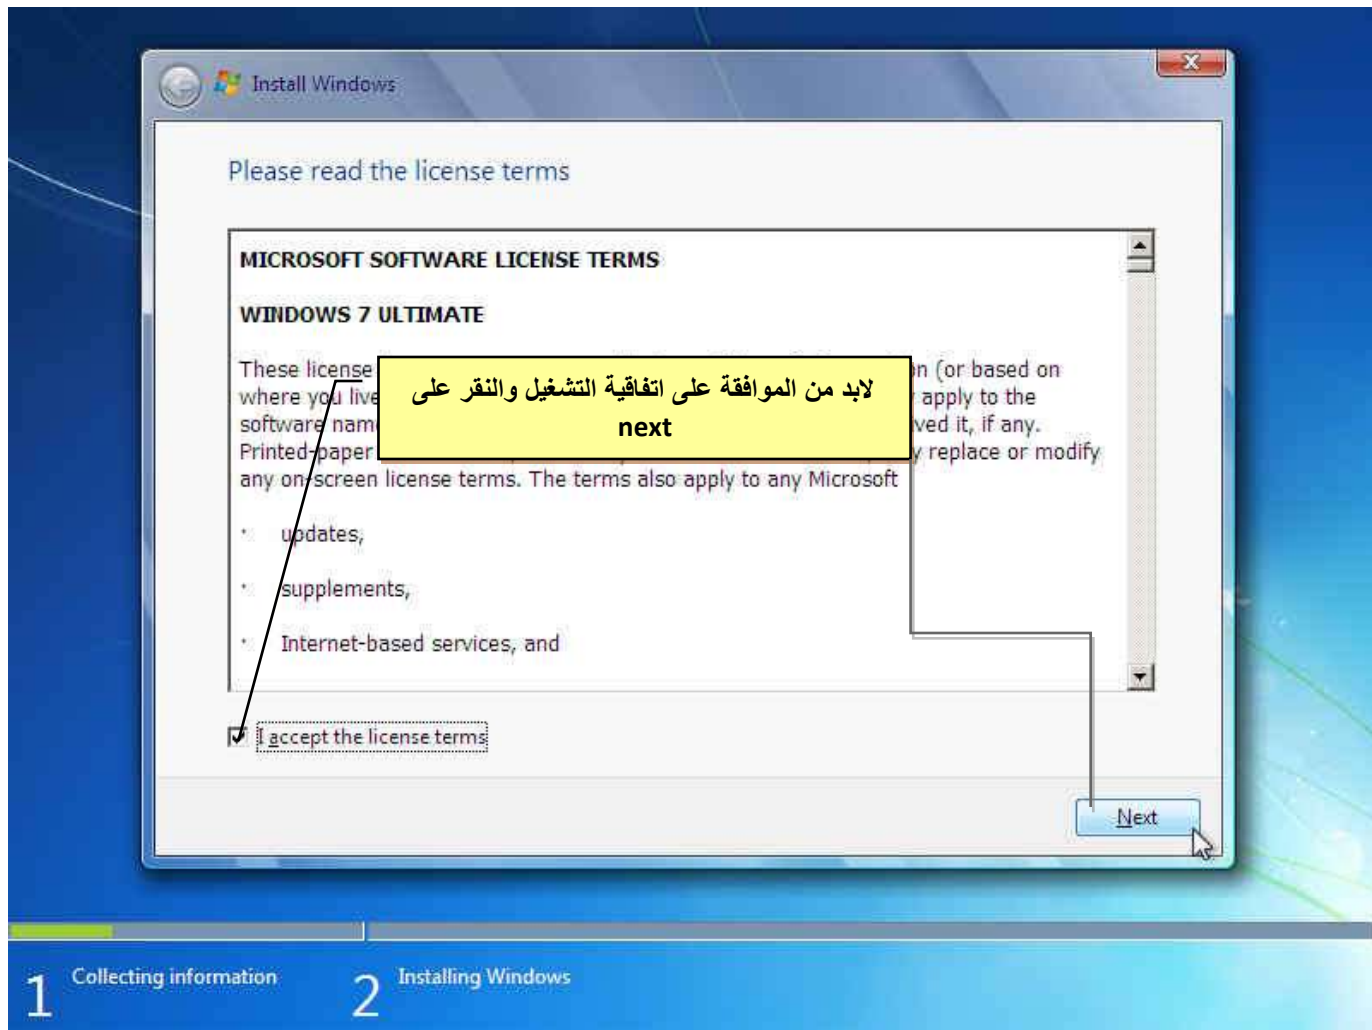 Install Windows
Please read the license terms
MICROSOFT SOFTWARE LICENSE TERMS
WINDOWS 7 ULTIMATE
These license
(or based on
where you live
apply to the
software
it, if any.
Printed-paper
replace or modify
any on-screen license terms. The terms also apply to any Microsoft
لابد من الموافقة على اتفاقية التشغيل والنقر على
next
· updates,
· supplements,
· Internet-based services, and
I accept the license terms
Next
1 Collecting information
2 Installing Windows